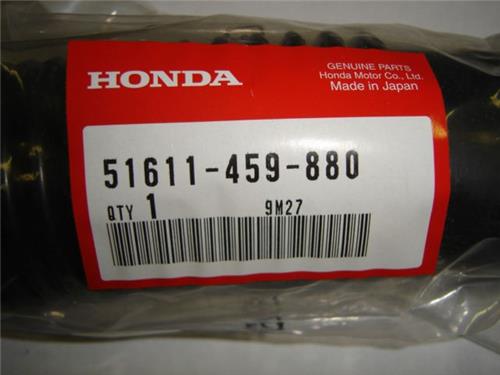 HONDA
GENUINE PARTS
Honda Motor Co., Ltd.
Made in Japan
51611-459-880
QTY 1 9M27